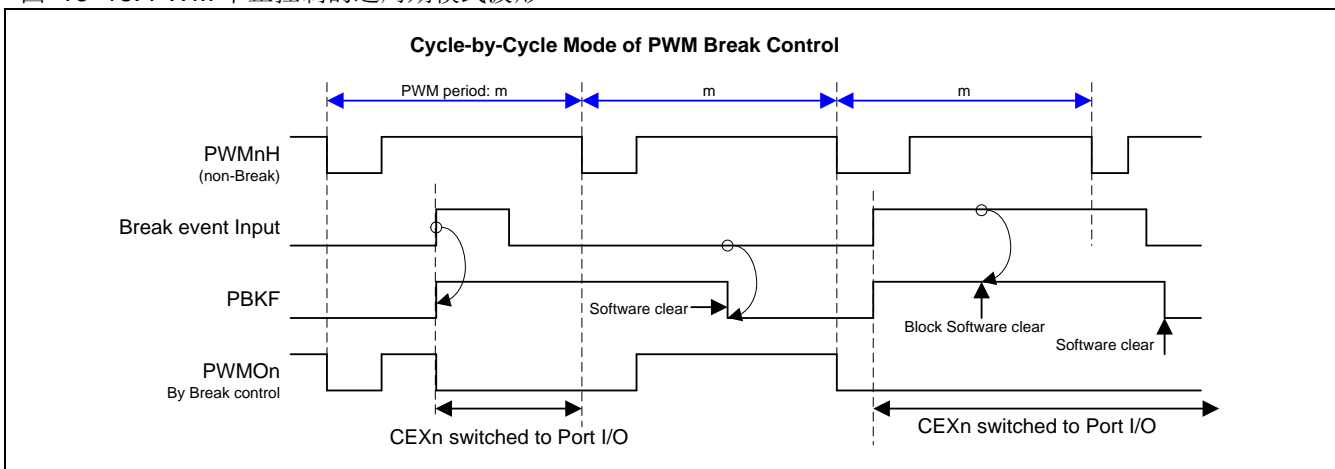 Cycle-by-Cycle Mode of PWM Break Control
PWM period: m
m
m
PWMnH
(non-Break)
Break event Input
PBKF
Software clear
Block Software clear
Software clear
PWMOn
By Break control
CEXn switched to Port I/O
CEXn switched to Port I/O